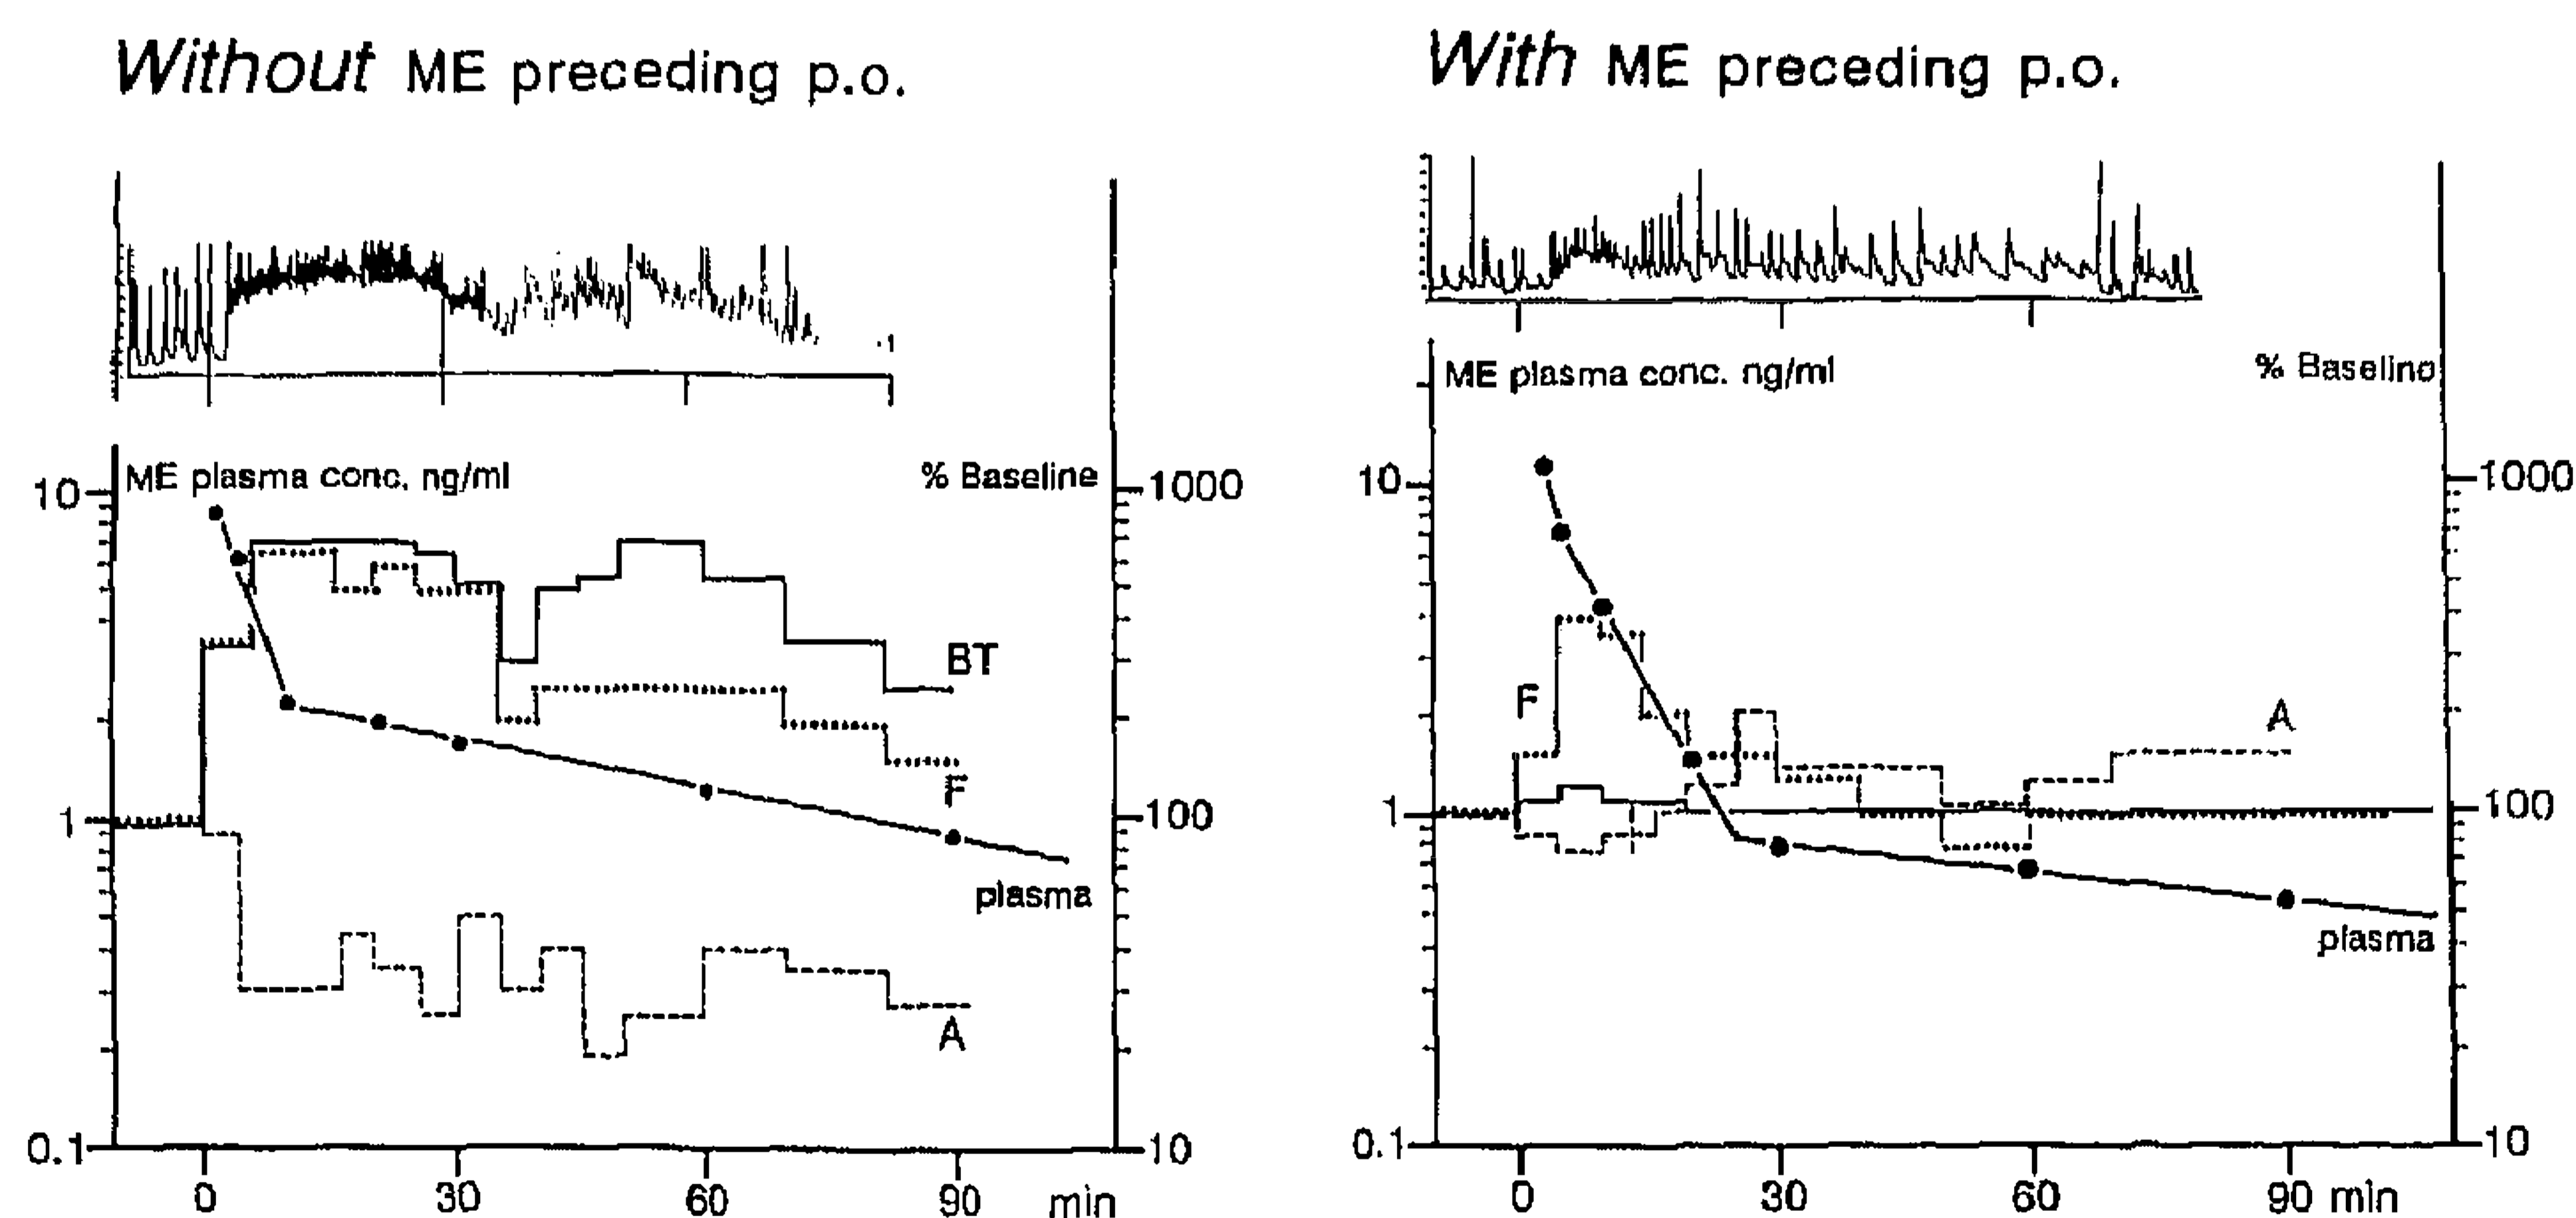 Without ME preceding p.o.
ME plasma conc. ng/ml
% Baseline
10
1
0.1
1000
100
10
BT
F
plasma
A
0
30
60
90
min
With ME preceding p.o.
ME plasma conc. ng/ml
% Baseline
10
1
0.1
1000
100
10
F
A
plasma
0
30
60
90 min